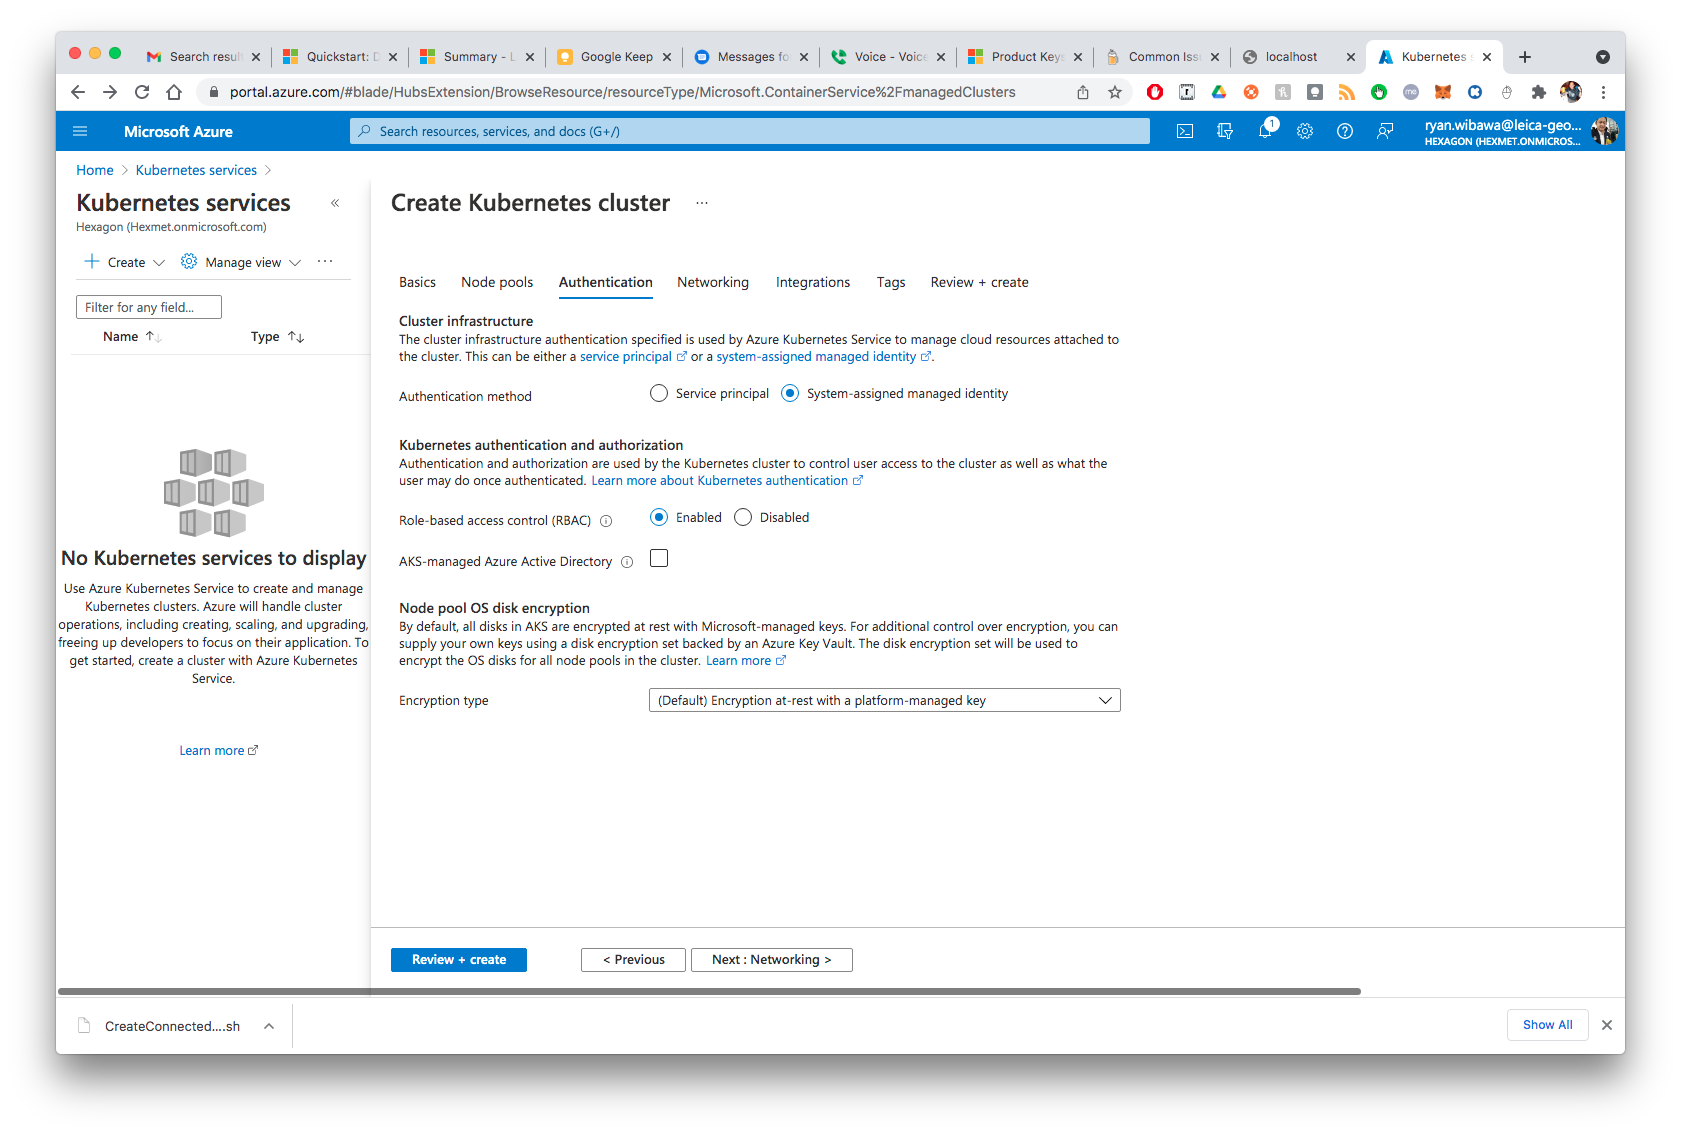 Search resul
Quickstart: D
Summary - L
Google Keep
Messages fo
Voice - Voice
Product Keys
Common Issu
localhost
Kubernetes s
portal.azure.com/#blade/HubsExtension/BrowseResource/resourceType/Microsoft.ContainerService%2FmanagedClusters
Microsoft Azure
Search resources, services, and docs (G+/)
1
ryan.wibawa@leica-geo...
HEXAGON (HEXMET.ONMICROS...
Home > Kubernetes services >
Kubernetes services
«
Hexagon (Hexmet.onmicrosoft.com)
Create
Manage view
...
Filter for any field...
Name
Type
No Kubernetes services to display
Use Azure Kubernetes Service to create and manage
Kubernetes clusters. Azure will handle cluster
operations, including creating, scaling, and upgrading,
freeing up developers to focus on their application. To
get started, create a cluster with Azure Kubernetes
Service.
Learn more
Create Kubernetes cluster
...
Basics
Node pools
Authentication
Networking
Integrations
Tags
Review + create
Cluster infrastructure
The cluster infrastructure authentication specified is used by Azure Kubernetes Service to manage cloud resources attached to
the cluster. This can be either a service principal or a system-assigned managed identity .
Authentication method
Service principal
System-assigned managed identity
Kubernetes authentication and authorization
Authentication and authorization are used by the Kubernetes cluster to control user access to the cluster as well as what the
user may do once authenticated. Learn more about Kubernetes authentication
Role-based access control (RBAC)
Enabled
Disabled
AKS-managed Azure Active Directory
Node pool OS disk encryption
By default, all disks in AKS are encrypted at rest with Microsoft-managed keys. For additional control over encryption, you can
supply your own keys using a disk encryption set backed by an Azure Key Vault. The disk encryption set will be used to
encrypt the OS disks for all node pools in the cluster. Learn more
Encryption type
(Default) Encryption at-rest with a platform-managed key
Review + create
< Previous
Next : Networking >
CreateConnected....sh
Show All